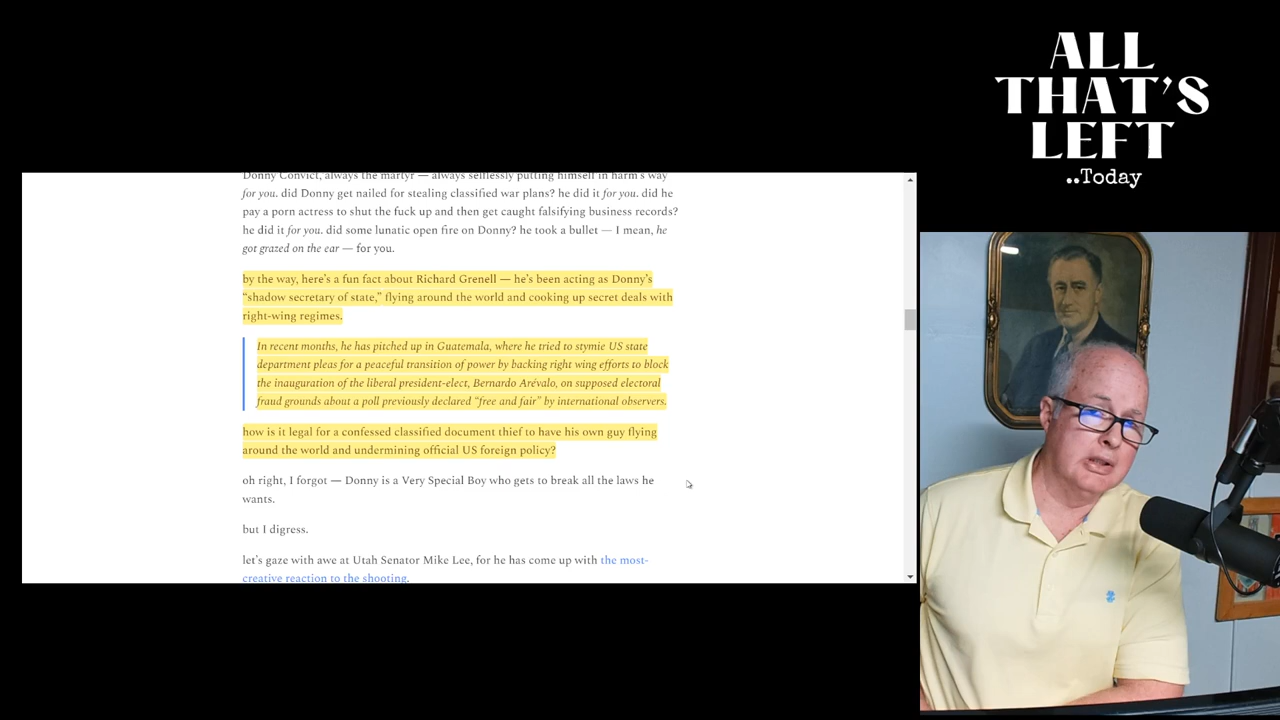 ALL
THAT'S
LEFT
..Today
Donny Convict, always the martyr — always selflessly putting himself in harm's way
for you. did Donny get nailed for stealing classified war plans? he did it for you. did he
pay a porn actress to shut the fuck up and then get caught falsifying business records?
he did it for you. did some lunatic open fire on Donny? he took a bullet — I mean, he
got grazed on the ear — for you.
by the way, here's a fun fact about Richard Grenell — he's been acting as Donny's
“shadow secretary of state,” flying around the world and cooking up secret deals with
right-wing regimes.
In recent months, he has pitched up in Guatemala, where he tried to stymie US state
department pleas for a peaceful transition of power by backing right wing efforts to block
the inauguration of the liberal president-elect, Bernardo Arévalo, on supposed electoral
fraud grounds about a poll previously declared “free and fair” by international observers.
how is it legal for a confessed classified document thief to have his own guy flying
around the world and undermining official US foreign policy?
oh right, I forgot — Donny is a Very Special Boy who gets to break all the laws he
wants.
but I digress.
let's gaze with awe at Utah Senator Mike Lee, for he has come up with the most-
creative reaction to the shooting.